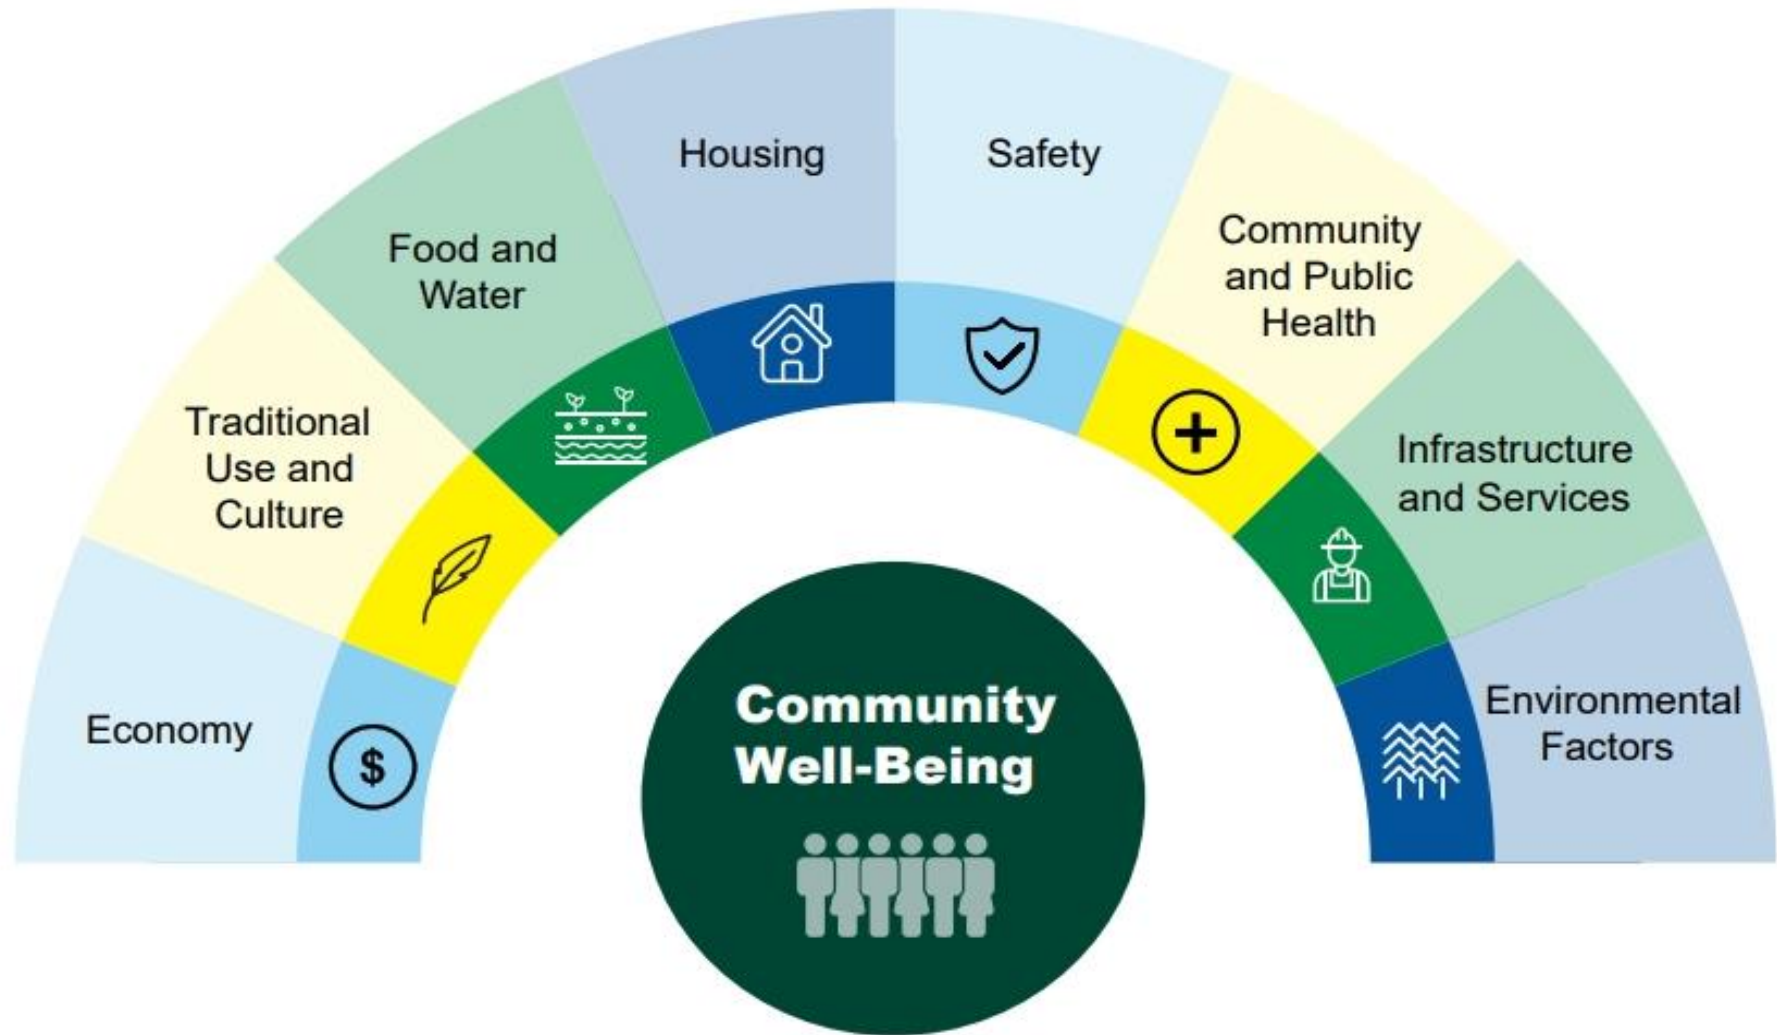 Economy
Traditional
Use and
Culture
Food and
Water
Housing
Safety
Community
and Public
Health
Infrastructure
and Services
Environmental
Factors
$
Community
Well-Being